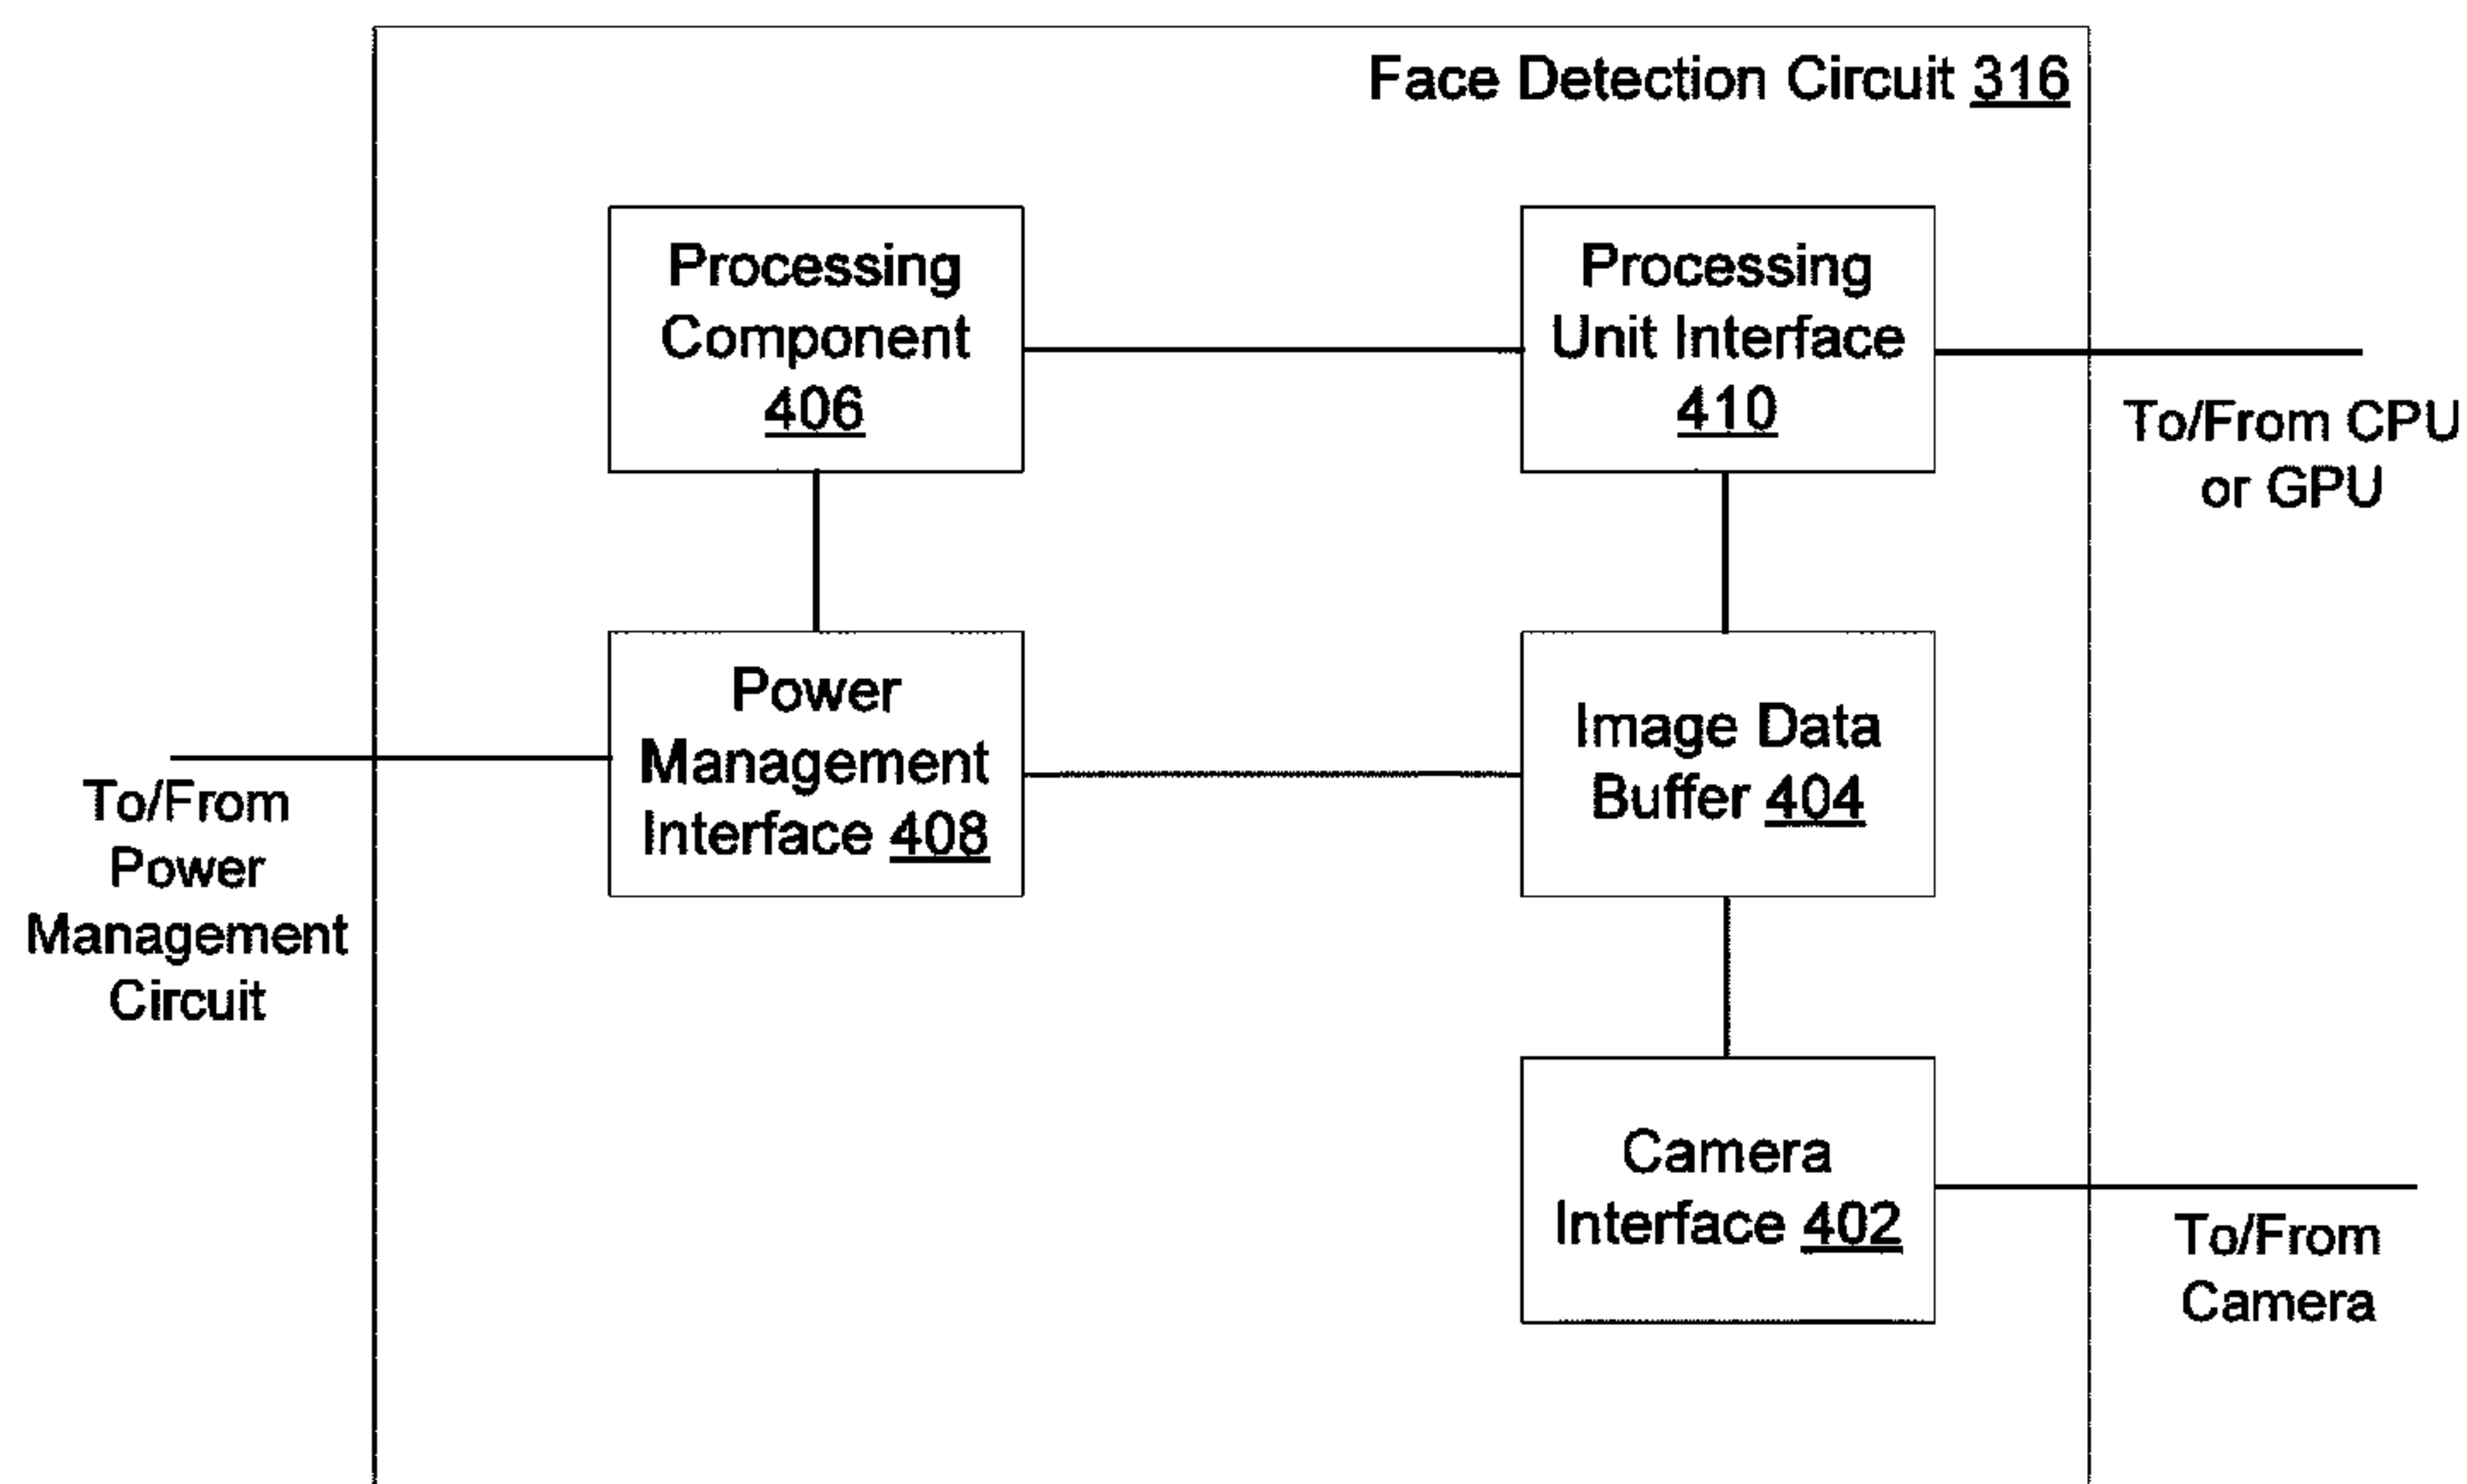 Face Detection Circuit 316
Processing
Component
406
Processing
Unit Interface
410
To/From CPU
or GPU
Power
Management
Interface 408
Image Data
Buffer 404
To/From
Power
Management
Circuit
Camera
Interface 402
To/From
Camera